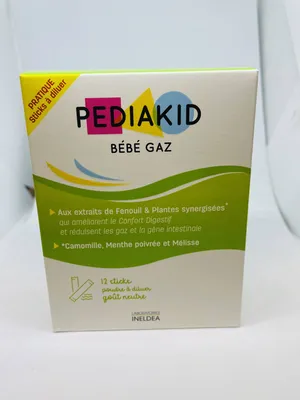 PRATIQUE
Sticks à diluer
PEDIAKID
BÉBÉ GAZ
Aux extraits de Fenouil & Plantes synergisées*
qui améliorent le Confort Digestif
et réduisent les gaz et la gêne intestinale
*Camomille, Menthe poivrée et Mélisse
12 sticks
poudre à diluer
goût neutre
LABORATOIRES
INELDEA